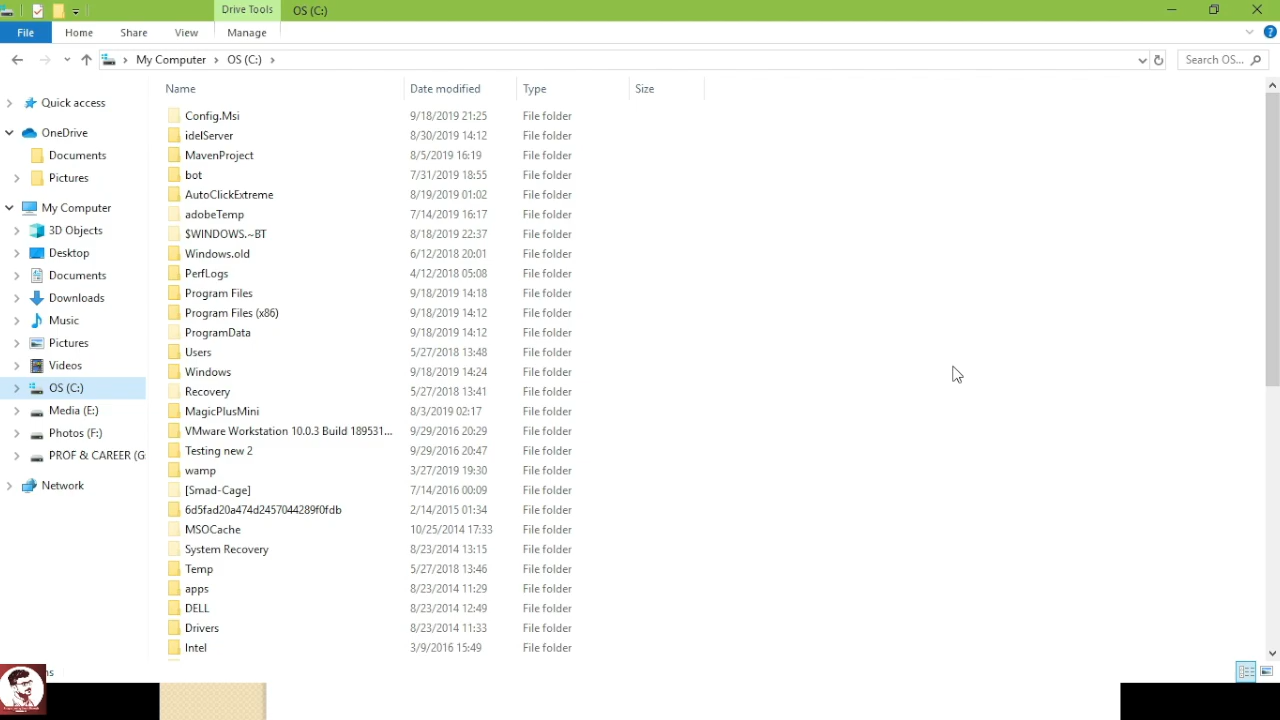 Drive Tools OS (C:)
File Home Share View Manage
My Computer OS (C:) Search OS...
Name Date modified Type Size
Quick access
OneDrive
Documents
Pictures
My Computer
3D Objects
Desktop
Documents
Downloads
Music
Pictures
Videos
OS (C:)
Media (E:)
Photos (F:)
PROF & CAREER (G
Network
Config.Msi 9/18/2019 21:25 File folder
idelServer 8/30/2019 14:12 File folder
MavenProject 8/5/2019 16:19 File folder
bot 7/31/2019 18:55 File folder
AutoClickExtreme 8/19/2019 01:02 File folder
adobeTemp 7/14/2019 16:17 File folder
$WINDOWS.~BT 8/18/2019 22:37 File folder
Windows.old 6/12/2018 20:01 File folder
PerfLogs 4/12/2018 05:08 File folder
Program Files 9/18/2019 14:18 File folder
Program Files (x86) 9/18/2019 14:12 File folder
ProgramData 9/18/2019 14:12 File folder
Users 5/27/2018 13:48 File folder
Windows 9/18/2019 14:24 File folder
Recovery 5/27/2018 13:41 File folder
MagicPlusMini 8/3/2019 02:17 File folder
VMware Workstation 10.0.3 Build 189531... 9/29/2016 20:29 File folder
Testing new 2 9/29/2016 20:47 File folder
wamp 3/27/2019 19:30 File folder
[Smad-Cage] 7/14/2016 00:09 File folder
6d5fad20a474d2457044289f0fdb 2/14/2015 01:34 File folder
MSOCache 10/25/2014 17:33 File folder
System Recovery 8/23/2014 13:15 File folder
Temp 5/27/2018 13:46 File folder
apps 8/23/2014 11:29 File folder
DELL 8/23/2014 12:49 File folder
Drivers 8/23/2014 11:33 File folder
Intel 3/9/2016 15:49 File folder